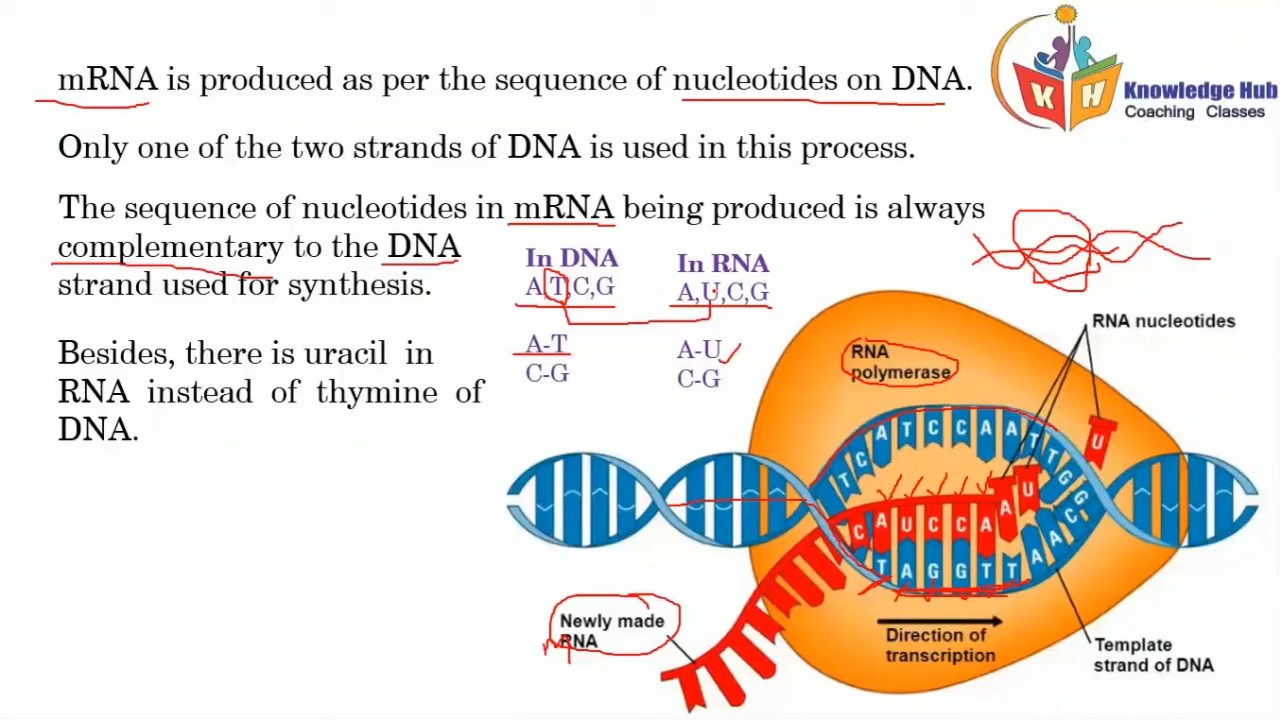 mRNA is produced as per the sequence of nucleotides on DNA.
K H
Knowledge Hub
Coaching Classes
Only one of the two strands of DNA is used in this process.
The sequence of nucleotides in mRNA being produced is always
complementary to the DNA
strand used for synthesis.
In DNA
A,T,C,G
A-T
C-G
In RNA
A,U,C,G
A-U
C-G
Besides, there is uracil in
RNA instead of thymine of
DNA.
RNA
polymerase
RNA nucleotides
T C A T C C A A T T G G
U
C A U C C A A U
T A G G T T A A C
Newly made
m RNA
Direction of
transcription
Template
strand of DNA